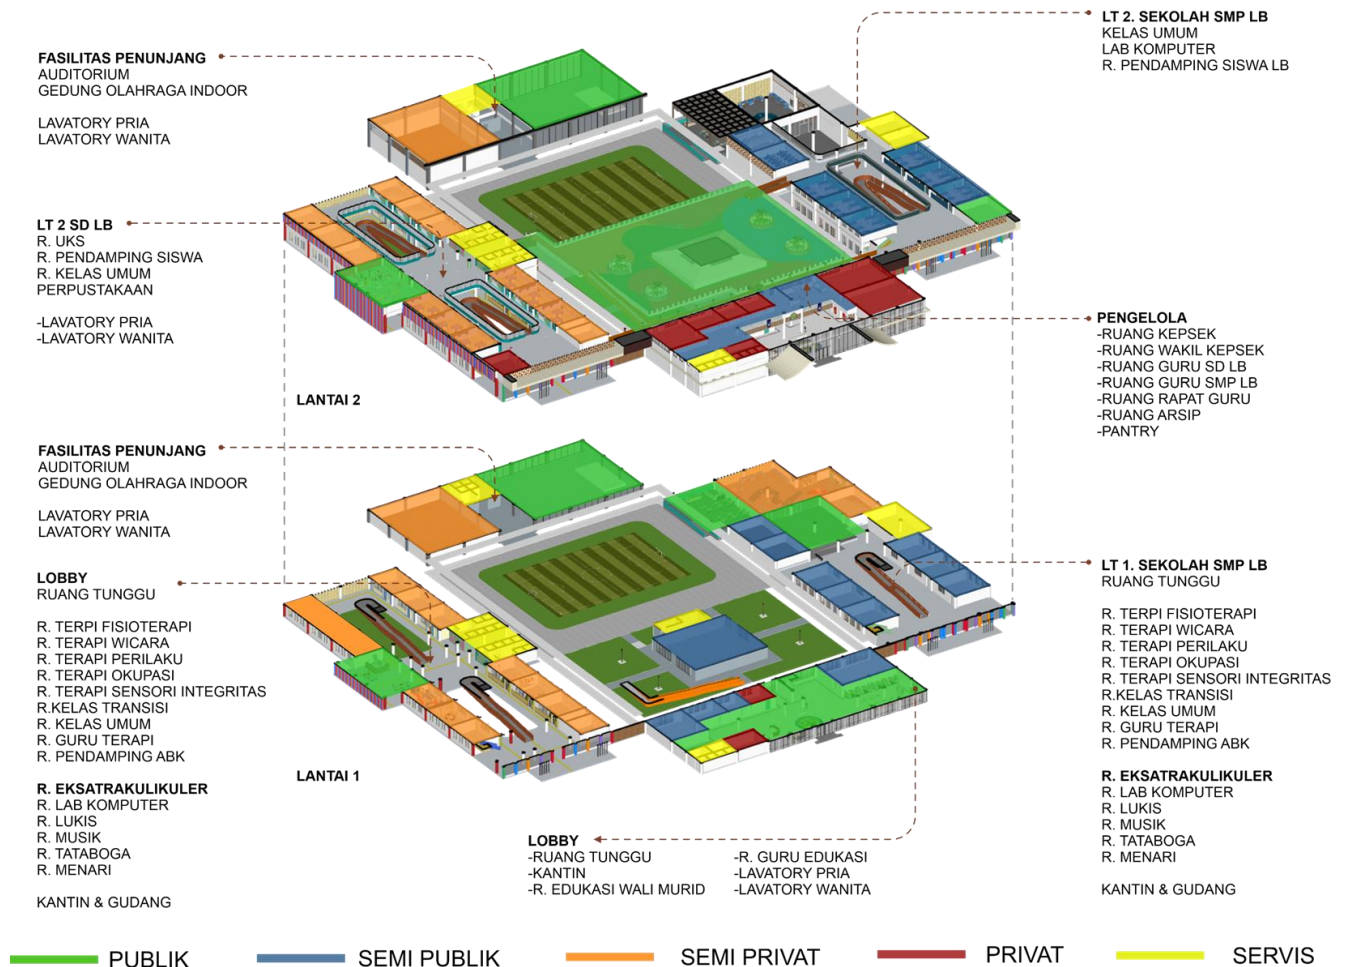 FASILITAS PENUNJANG
AUDITORIUM
GEDUNG OLAHRAGA INDOOR
LAVATORY PRIA
LAVATORY WANITA
LT 2. SEKOLAH SMP LB
KELAS UMUM
LAB KOMPUTER
R. PENDAMPING SISWA LB
LT 2 SD LB
R. UKS
R. PENDAMPING SISWA
R. KELAS UMUM
PERPUSTAKAAN
-LAVATORY PRIA
-LAVATORY WANITA
PENGELOLA
-RUANG KEPSEK
-RUANG WAKIL KEPSEK
-RUANG GURU SD LB
-RUANG GURU SMP LB
-RUANG RAPAT GURU
-RUANG ARSIP
-PANTRY
LANTAI 2
FASILITAS PENUNJANG
AUDITORIUM
GEDUNG OLAHRAGA INDOOR
LAVATORY PRIA
LAVATORY WANITA
LOBBY
RUANG TUNGGU
R. TERPI FISIOTERAPI
R. TERAPI WICARA
R. TERAPI PERILAKU
R. TERAPI OKUPASI
R. TERAPI SENSORI INTEGRITAS
R.KELAS TRANSISI
R. KELAS UMUM
R. GURU TERAPI
R. PENDAMPING ABK
R. EKSATRAKULIKULER
R. LAB KOMPUTER
R. LUKIS
R. MUSIK
R. TATABOGA
R. MENARI
KANTIN & GUDANG
LANTAI 1
LT 1. SEKOLAH SMP LB
RUANG TUNGGU
R. TERPI FISIOTERAPI
R. TERAPI WICARA
R. TERAPI PERILAKU
R. TERAPI OKUPASI
R. TERAPI SENSORI INTEGRITAS
R.KELAS TRANSISI
R. KELAS UMUM
R. GURU TERAPI
R. PENDAMPING ABK
R. EKSATRAKULIKULER
R. LAB KOMPUTER
R. LUKIS
R. MUSIK
R. TATABOGA
R. MENARI
KANTIN & GUDANG
LOBBY
-RUANG TUNGGU
-KANTIN
-R. EDUKASI WALI MURID
-R. GURU EDUKASI
-LAVATORY PRIA
-LAVATORY WANITA
PUBLIK
SEMI PUBLIK
SEMI PRIVAT
PRIVAT
SERVIS